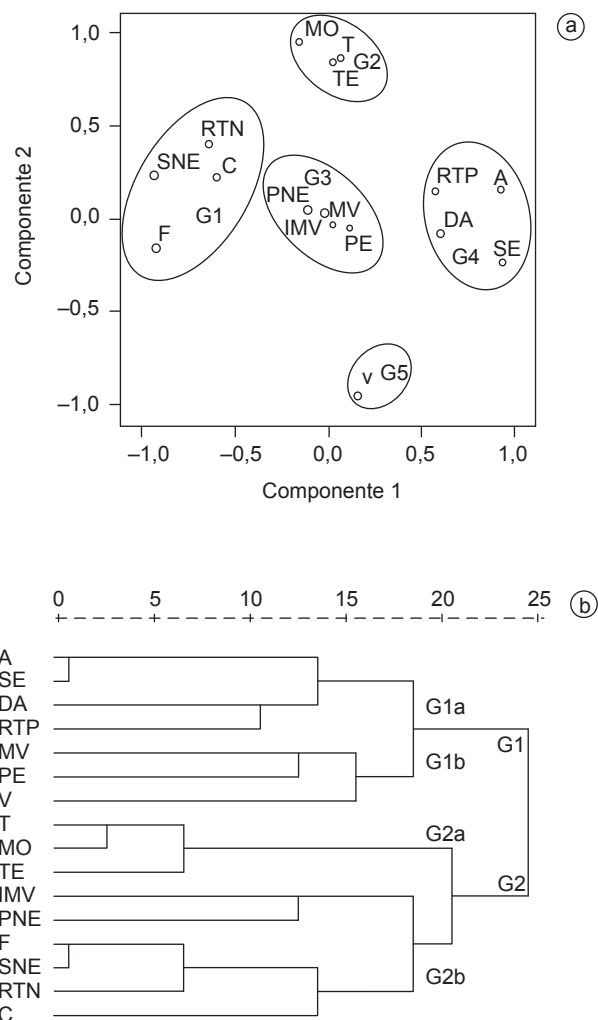 a
Componente 2
1,0
0,5
0,0
–0,5
–1,0
MO
T
G2
TE
RTN
SNE
C
G1
F
G3
PNE
MV
IMV
PE
RTP
A
DA
G4
SE
v G5
–1,0 –0,5 0,0 0,5 1,0
Componente 1
0 5 10 15 20 25
b
A
SE
DA
RTP
MV
PE
V
T
MO
TE
IMV
PNE
F
SNE
RTN
C
G1a
G1
G1b
G2a
G2
G2b